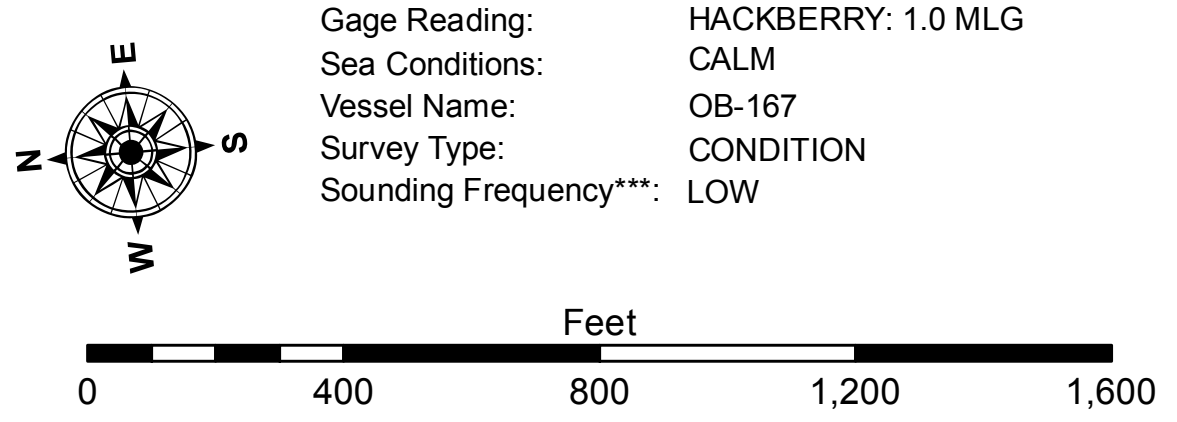 Gage Reading: HACKBERRY: 1.0 MLG
Sea Conditions: CALM
Vessel Name: OB-167
Survey Type: CONDITION
Sounding Frequency***: LOW
E
N S
W
Feet
0 400 800 1,200 1,600